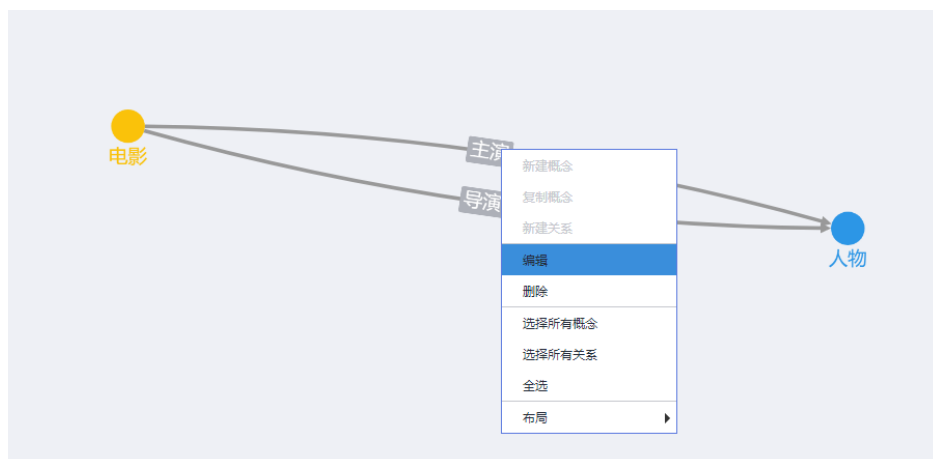 电影
主演
导演
人物
新建概念
复制概念
新建关系
编辑
删除
选择所有概念
选择所有关系
全选
布局